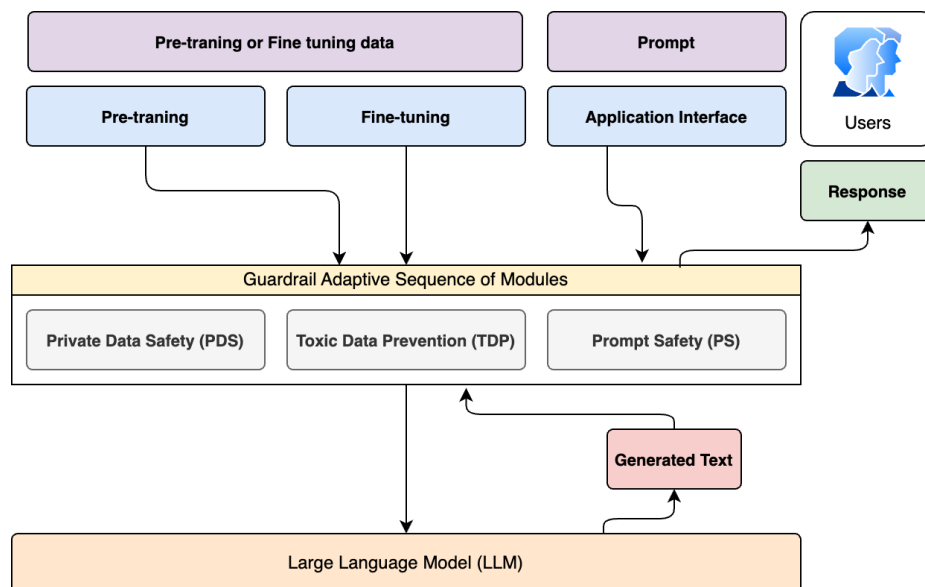 Pre-traning or Fine tuning data
Prompt
Pre-traning
Fine-tuning
Application Interface
Users
Response
Guardrail Adaptive Sequence of Modules
Private Data Safety (PDS)
Toxic Data Prevention (TDP)
Prompt Safety (PS)
Generated Text
Large Language Model (LLM)